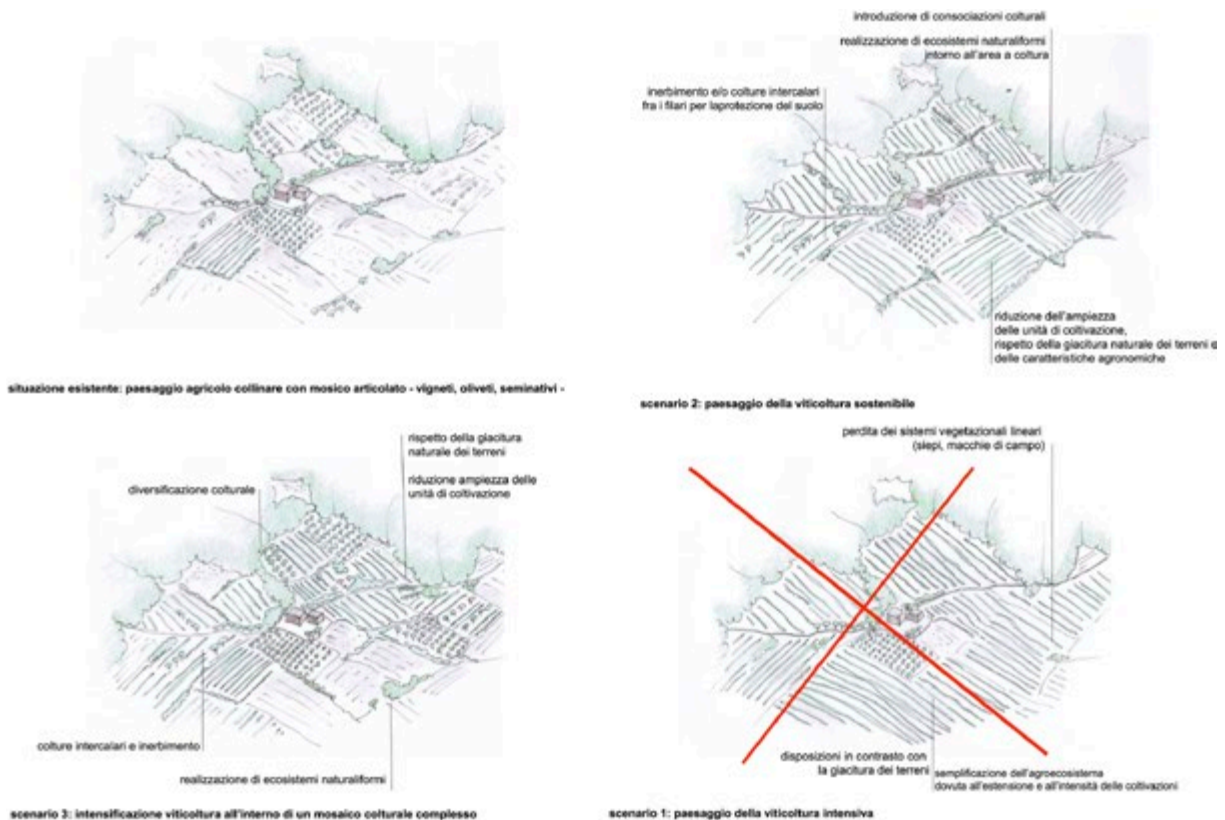 situazione esistente: paesaggio agricolo collinare con mosico articolato - vigneti, oliveti, seminativi -
introduzione di consociazioni colturali
realizzazione di ecosistemi naturaliformi
intorno all'area a coltura
inerbimento e/o colture intercalari
fra i filari per laprotezione del suolo
riduzione dell'ampiezza
delle unità di coltivazione,
rispetto della giacitura naturale dei terreni e
delle caratteristiche agronomiche
scenario 2: paesaggio della viticoltura sostenibile
rispetto della giacitura
naturale dei terreni
riduzione ampiezza delle
unità di coltivazione
diversificazione colturale
colture intercalari e inerbimento
realizzazione di ecosistemi naturaliformi
scenario 3: intensificazione viticoltura all'interno di un mosaico colturale complesso
perdita dei sistemi vegetazionali lineari
(siepi, macchie di campo)
disposizioni in contrasto con
la giacitura dei terreni
semplificazione dell'agroecosistema
dovuta all'estensione e all'intensità delle coltivazioni
scenario 1: paesaggio della viticoltura intensiva